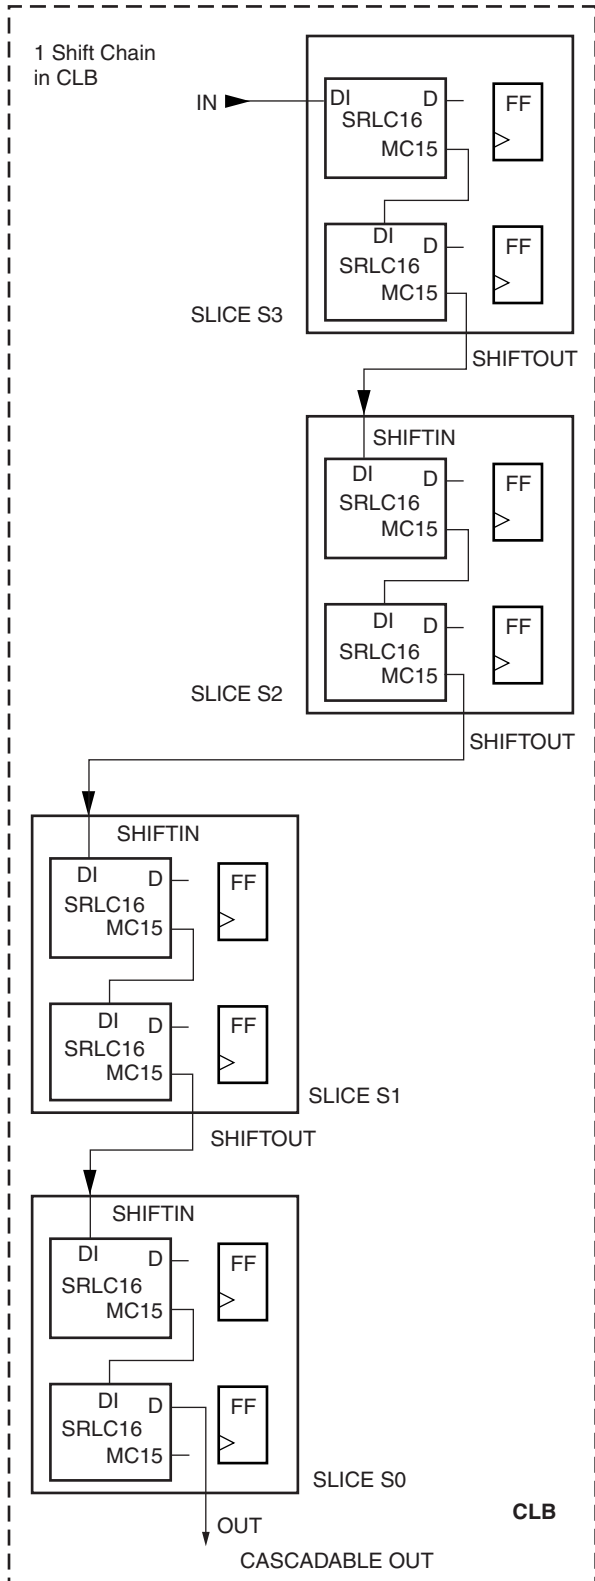 1 Shift Chain
in CLB
IN
DI
D
SRLC16
MC15
FF
DI
D
SRLC16
MC15
FF
SLICE S3
SHIFTOUT
SHIFTIN
DI
D
SRLC16
MC15
FF
DI
D
SRLC16
MC15
FF
SLICE S2
SHIFTOUT
SHIFTIN
DI
D
SRLC16
MC15
FF
DI
D
SRLC16
MC15
FF
SLICE S1
SHIFTOUT
SHIFTIN
DI
D
SRLC16
MC15
FF
DI
D
SRLC16
MC15
FF
SLICE S0
CLB
OUT
CASCADABLE OUT